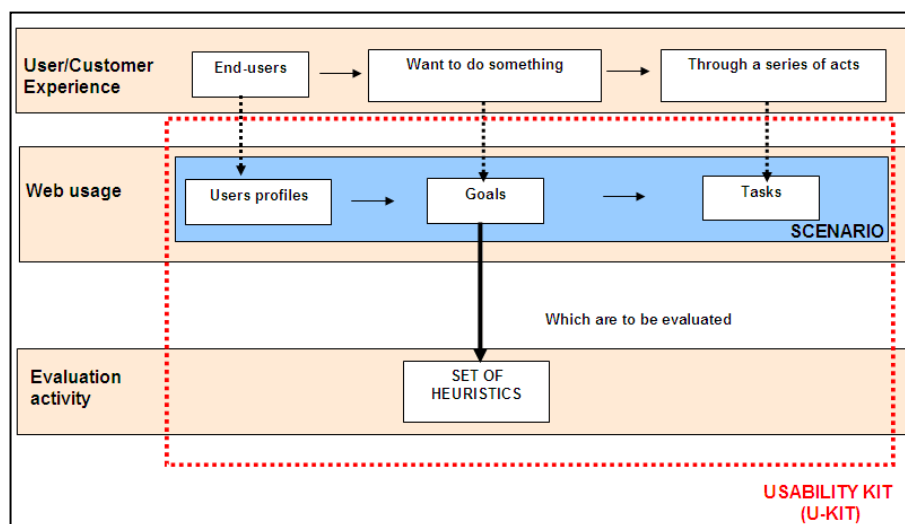 User/Customer
Experience
End-users
Want to do something
Through a series of acts
Web usage
Users profiles
Goals
Tasks
SCENARIO
Which are to be evaluated
Evaluation
activity
SET OF
HEURISTICS
USABILITY KIT
(U-KIT)